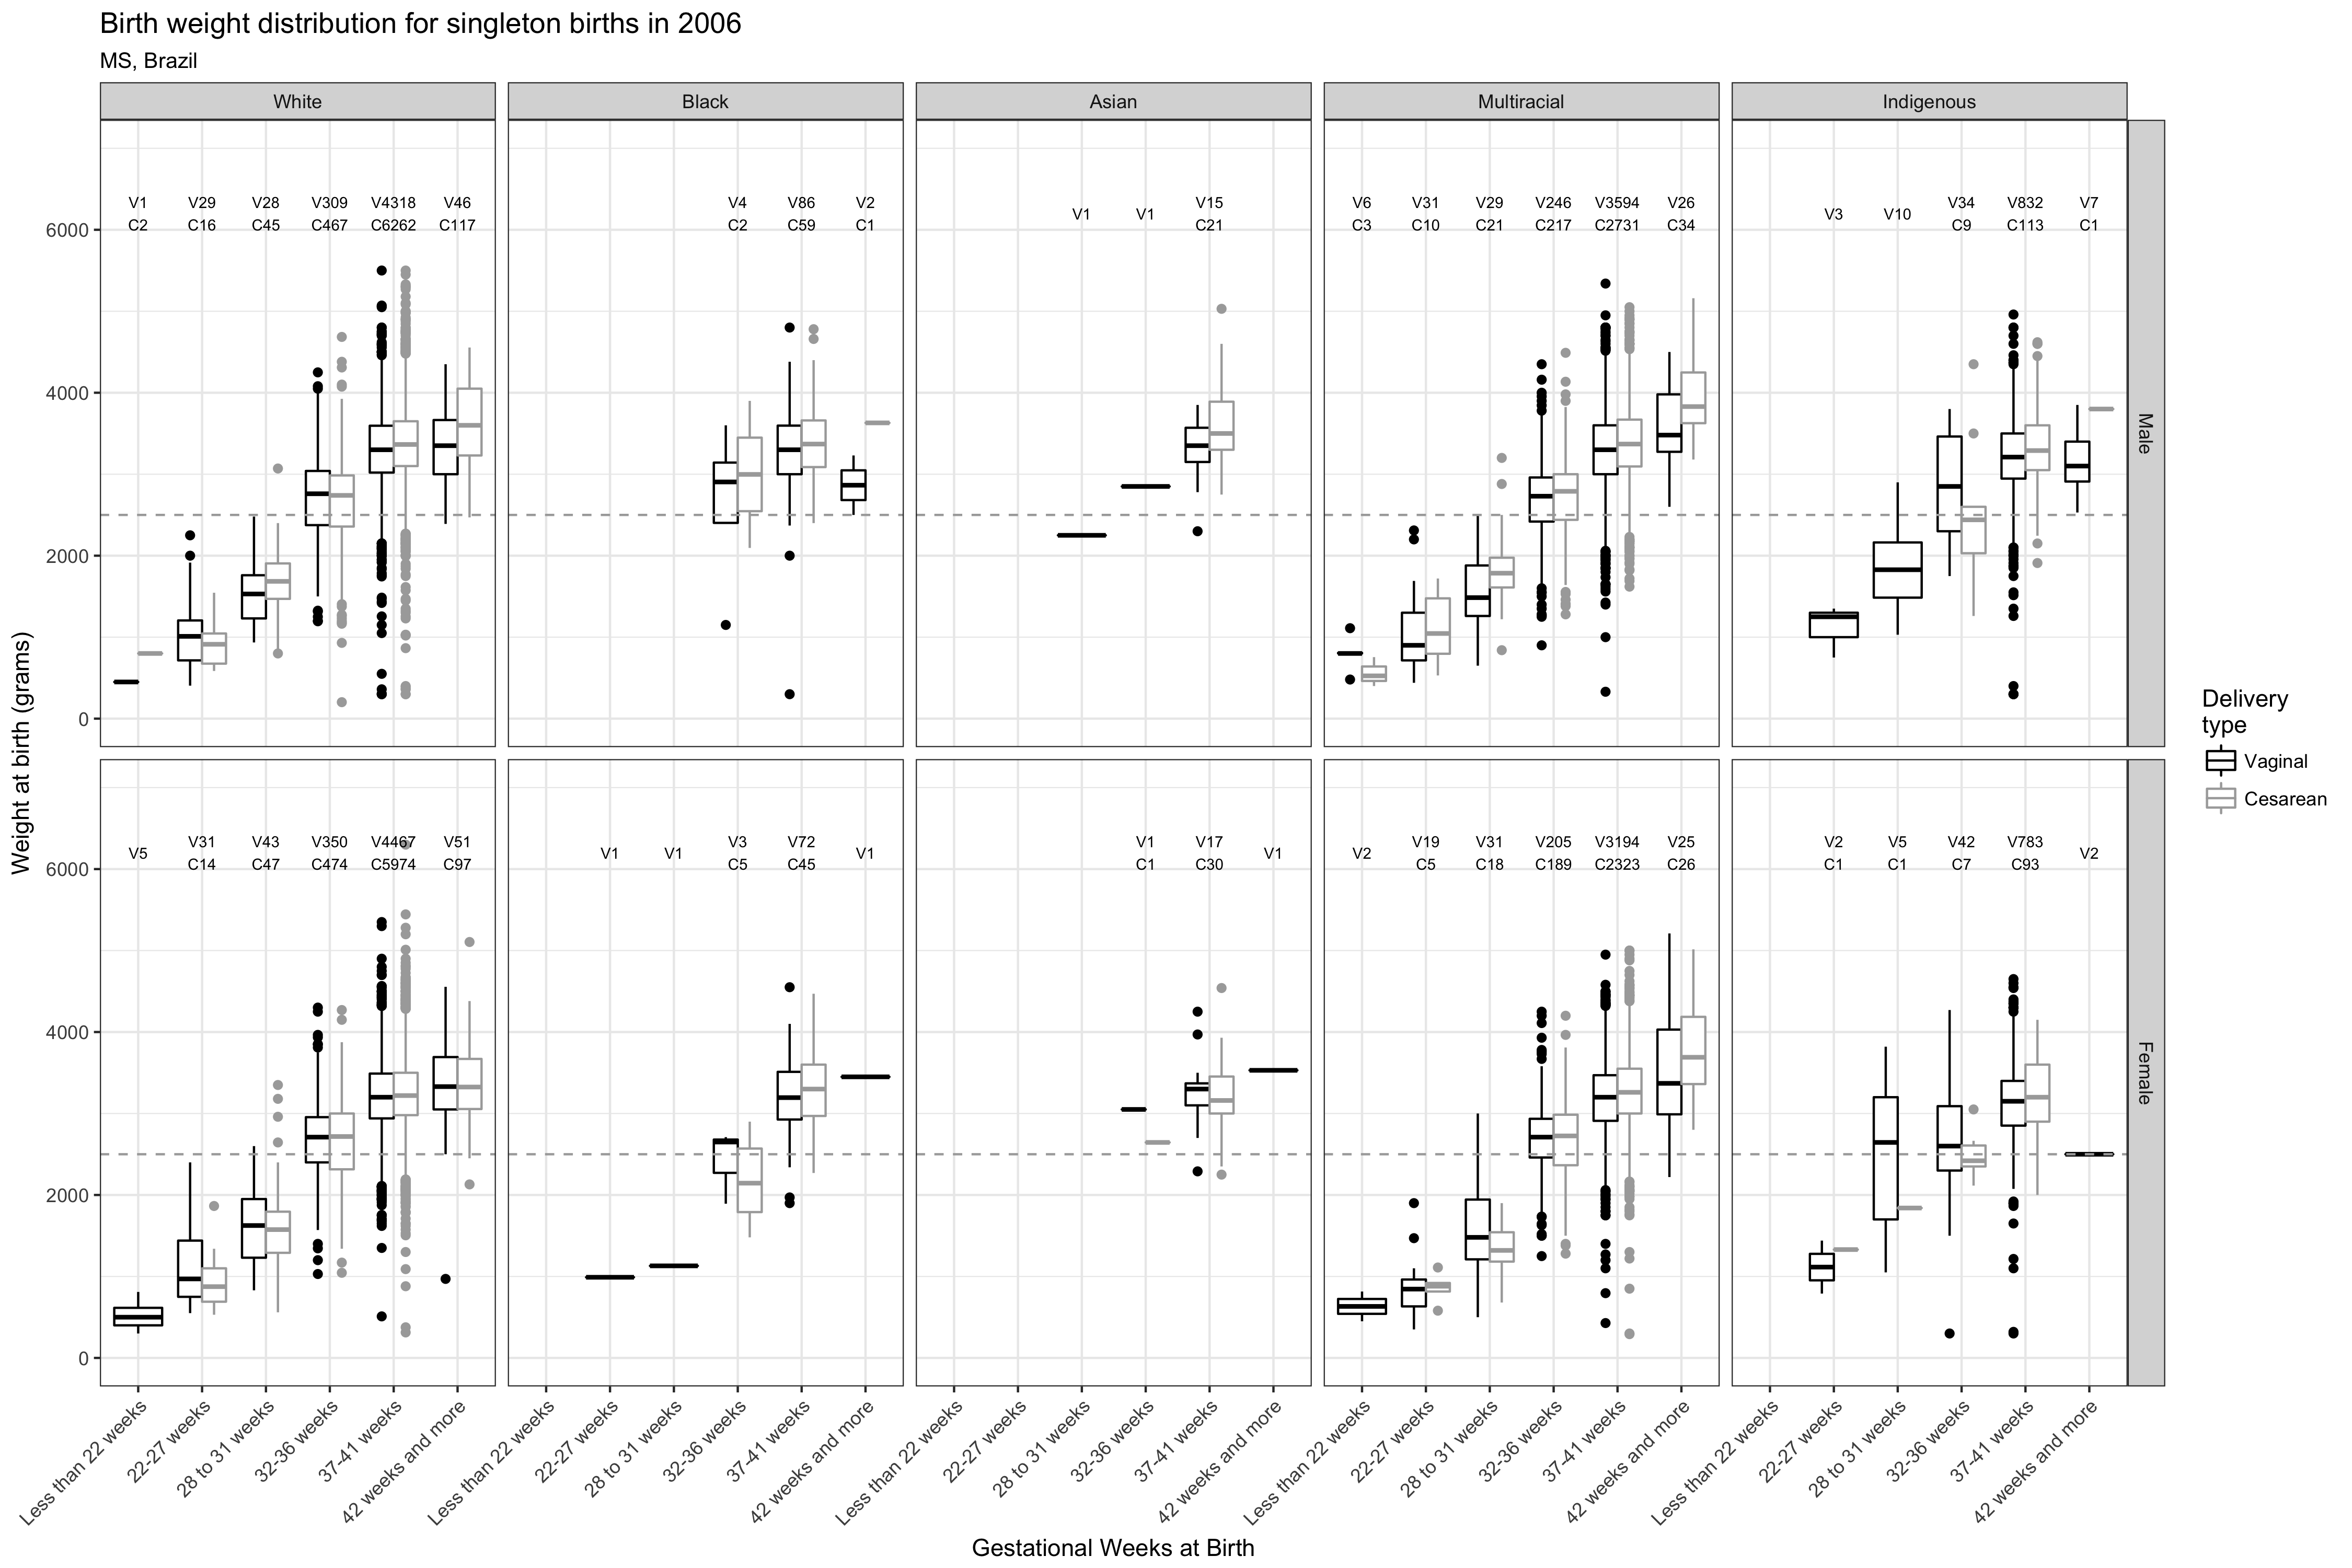 Birth weight distribution for singleton births in 2006
MS, Brazil
White
Black
Asian
Multiracial
Indigenous
V1 V29 V28 V309 V4318 V46
C2 C16 C45 C467 C6262 C117
V4 V86 V2
C2 C59 C1
V1 V1 V15
C21
V6 V31 V29 V246 V3594 V26
C3 C10 C21 C217 C2731 C34
V3 V10 V34 V832 V7
C9 C113 C1
6000
4000
2000
0
Male
V5 V31 V43 V350 V4467 V51
C14 C47 C474 C5974 C97
V1 V1 V3 V72 V1
C5 C45
V1 V17 V1
C1 C30
V2 V19 V31 V205 V3194 V25
C5 C18 C189 C2323 C26
V2 V5 V42 V783 V2
C1 C1 C7 C93
6000
4000
2000
0
Female
Weight at birth (grams)
Less than 22 weeks
22-27 weeks
28 to 31 weeks
32-36 weeks
37-41 weeks
42 weeks and more
Less than 22 weeks
22-27 weeks
28 to 31 weeks
32-36 weeks
37-41 weeks
42 weeks and more
Less than 22 weeks
22-27 weeks
28 to 31 weeks
32-36 weeks
37-41 weeks
42 weeks and more
Less than 22 weeks
22-27 weeks
28 to 31 weeks
32-36 weeks
37-41 weeks
42 weeks and more
Less than 22 weeks
22-27 weeks
28 to 31 weeks
32-36 weeks
37-41 weeks
42 weeks and more
Gestational Weeks at Birth
Delivery
type
Vaginal
Cesarean